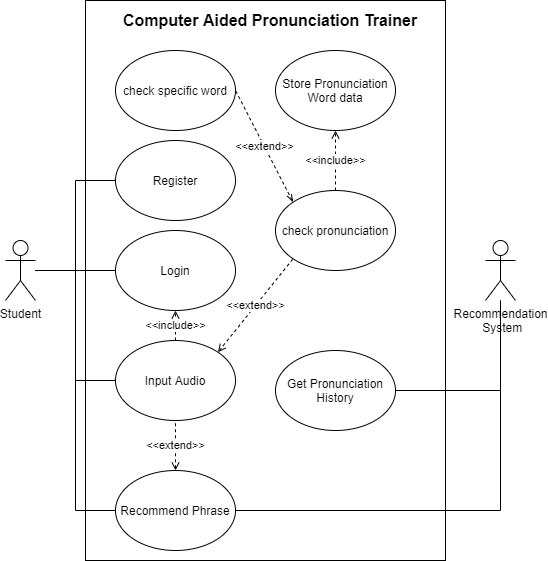 Computer Aided Pronunciation Trainer
check specific word
Store Pronunciation
Word data
<<extend>>
<<include>>
Register
check pronunciation
Login
Student
Recommendation
System
<<extend>>
<<include>>
Input Audio
Get Pronunciation
History
<<extend>>
Recommend Phrase